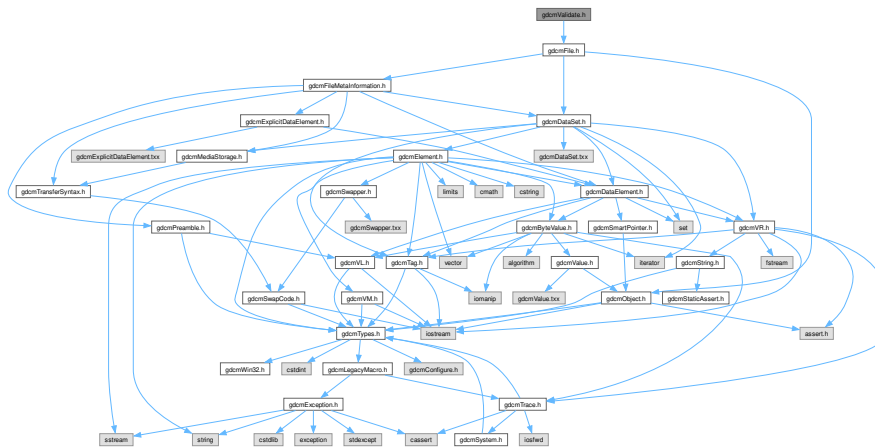 gdcmValidate.h
gdcmFile.h
gdcmFileMetaInformation.h
gdcmExplicitDataElement.h
gdcmDataSet.h
gdcmExplicitDataElement.txx
gdcmMediaStorage.h
gdcmElement.h
gdcmDataSet.txx
gdcmTransferSyntax.h
gdcmSwapper.h
limits
cmath
cstring
gdcmDataElement.h
gdcmPreamble.h
gdcmSwapper.txx
gdcmByteValue.h
gdcmSmartPointer.h
set
gdcmVR.h
gdcmVL.h
gdcmTag.h
vector
algorithm
gdcmValue.h
iterator
gdcmString.h
fstream
gdcmSwapCode.h
gdcmVM.h
iomanip
gdcmValue.txx
gdcmObject.h
gdcmStaticAssert.h
gdcmTypes.h
iostream
assert.h
gdcmWin32.h
cstdint
gdcmLegacyMacro.h
gdcmConfigure.h
gdcmException.h
gdcmTrace.h
sstream
string
cstdlib
exception
stdexcept
cassert
gdcmSystem.h
iosfwd